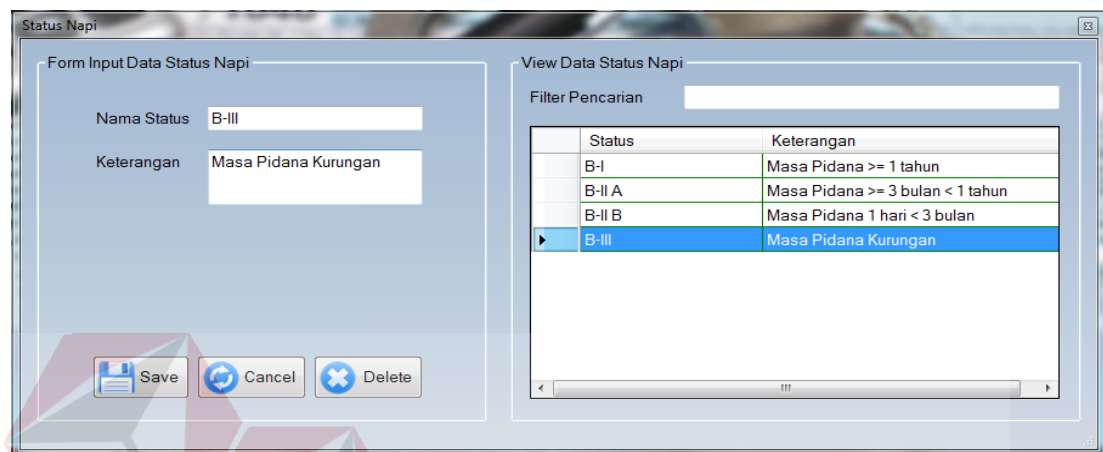 Status Napi
Form Input Data Status Napi
Nama Status B-III
Keterangan Masa Pidana Kurungan
Save Cancel Delete
View Data Status Napi
Filter Pencarian
Status Keterangan
B-I Masa Pidana >= 1 tahun
B-II A Masa Pidana >= 3 bulan < 1 tahun
B-II B Masa Pidana 1 hari < 3 bulan
B-III Masa Pidana Kurungan